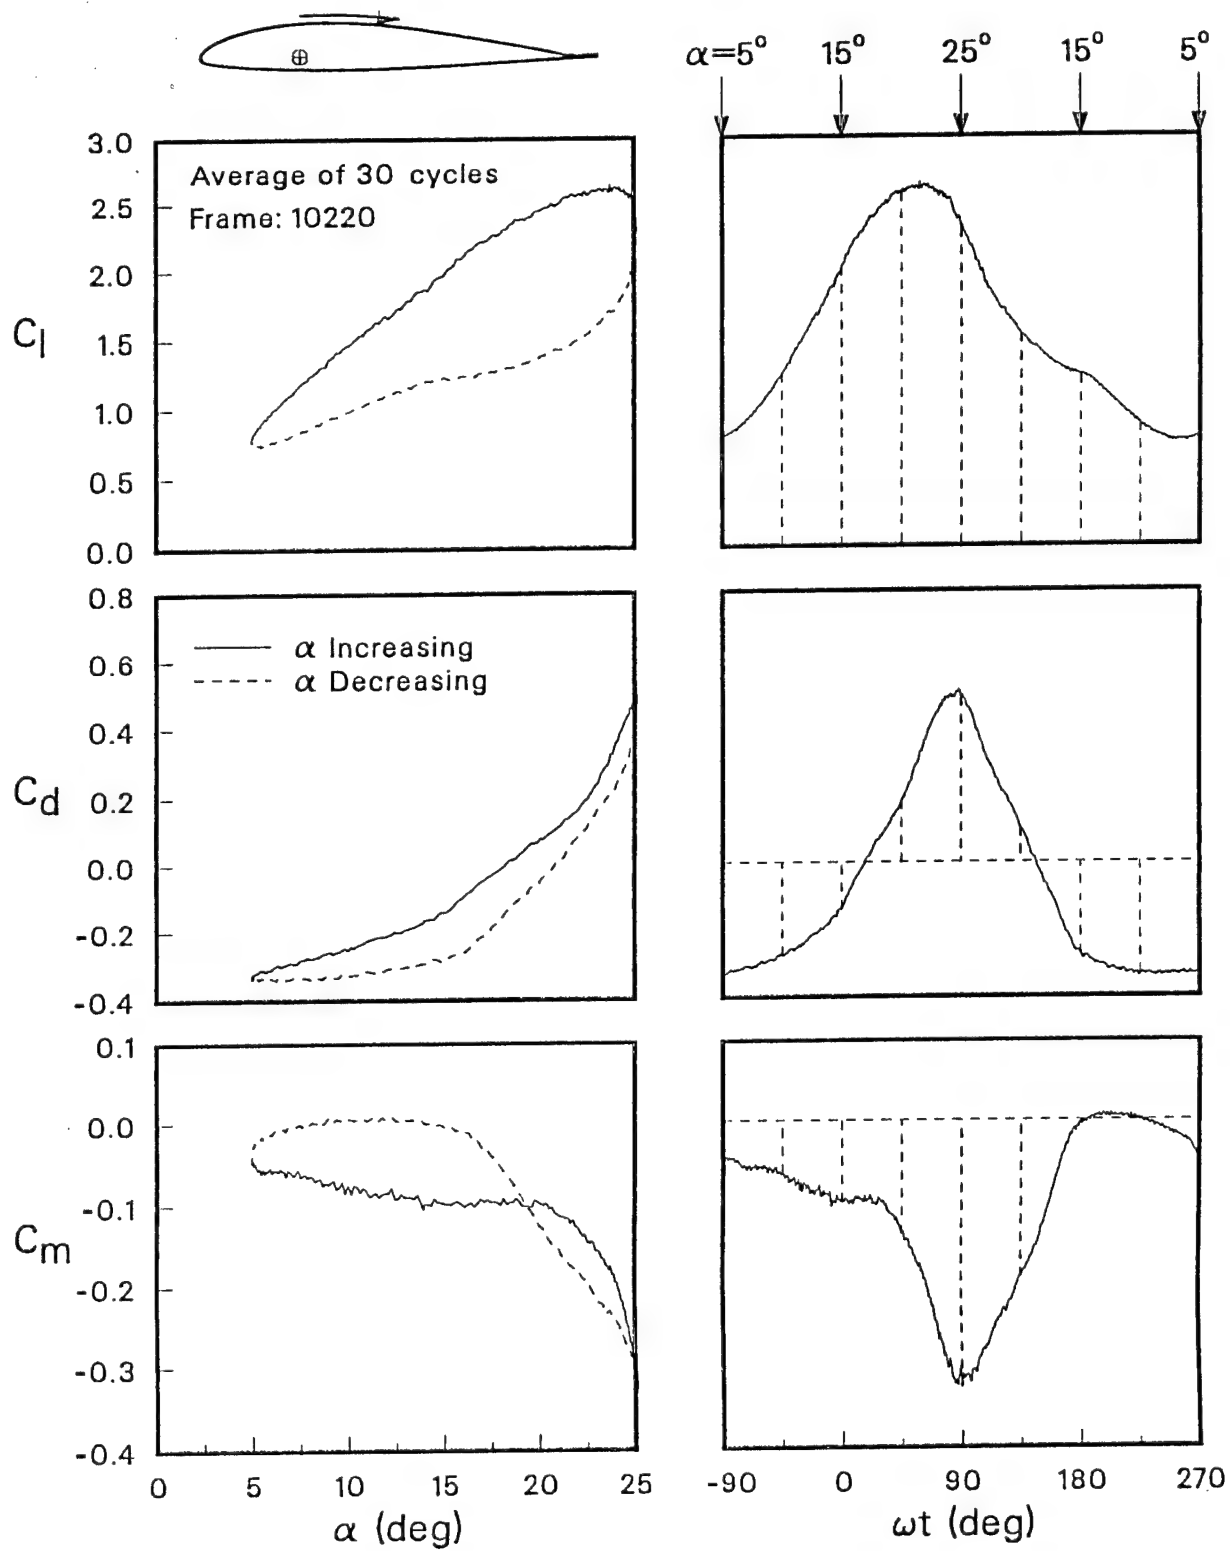 α=5° 15° 25° 15° 5°
Average of 30 cycles
Frame: 10220
3.0
2.5
2.0
1.5
1.0
0.5
0.0
Cl
α Increasing
α Decreasing
0.8
0.6
0.4
0.2
0.0
-0.2
-0.4
Cd
0.1
0.0
-0.1
-0.2
-0.3
-0.4
Cm
0 5 10 15 20 25
α (deg)
-90 0 90 180 270
ωt (deg)